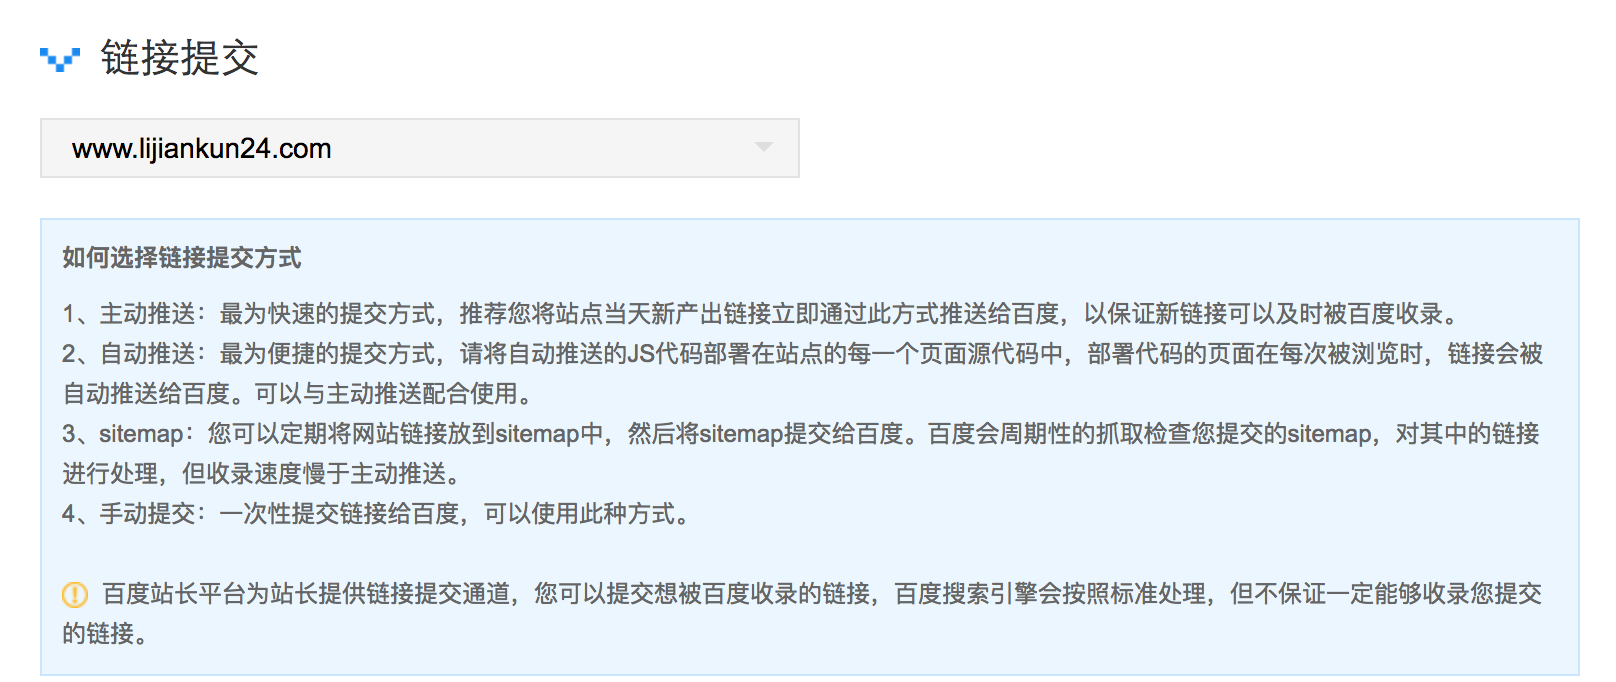 链接提交
www.lijiankun24.com
如何选择链接提交方式
1、主动推送：最为快速的提交方式，推荐您将站点当天新产出链接立即通过此方式推送给百度，以保证新链接可以及时被百度收录。
2、自动推送：最为便捷的提交方式，请将自动推送的JS代码部署在站点的每一个页面源代码中，部署代码的页面在每次被浏览时，链接会被
自动推送给百度。可以与主动推送配合使用。
3、sitemap：您可以定期将网站链接放到sitemap中，然后将sitemap提交给百度。百度会周期性的抓取检查您提交的sitemap，对其中的链接
进行处理，但收录速度慢于主动推送。
4、手动提交：一次性提交链接给百度，可以使用此种方式。
百度站长平台为站长提供链接提交通道，您可以提交想被百度收录的链接，百度搜索引擎会按照标准处理，但不保证一定能够收录您提交
的链接。